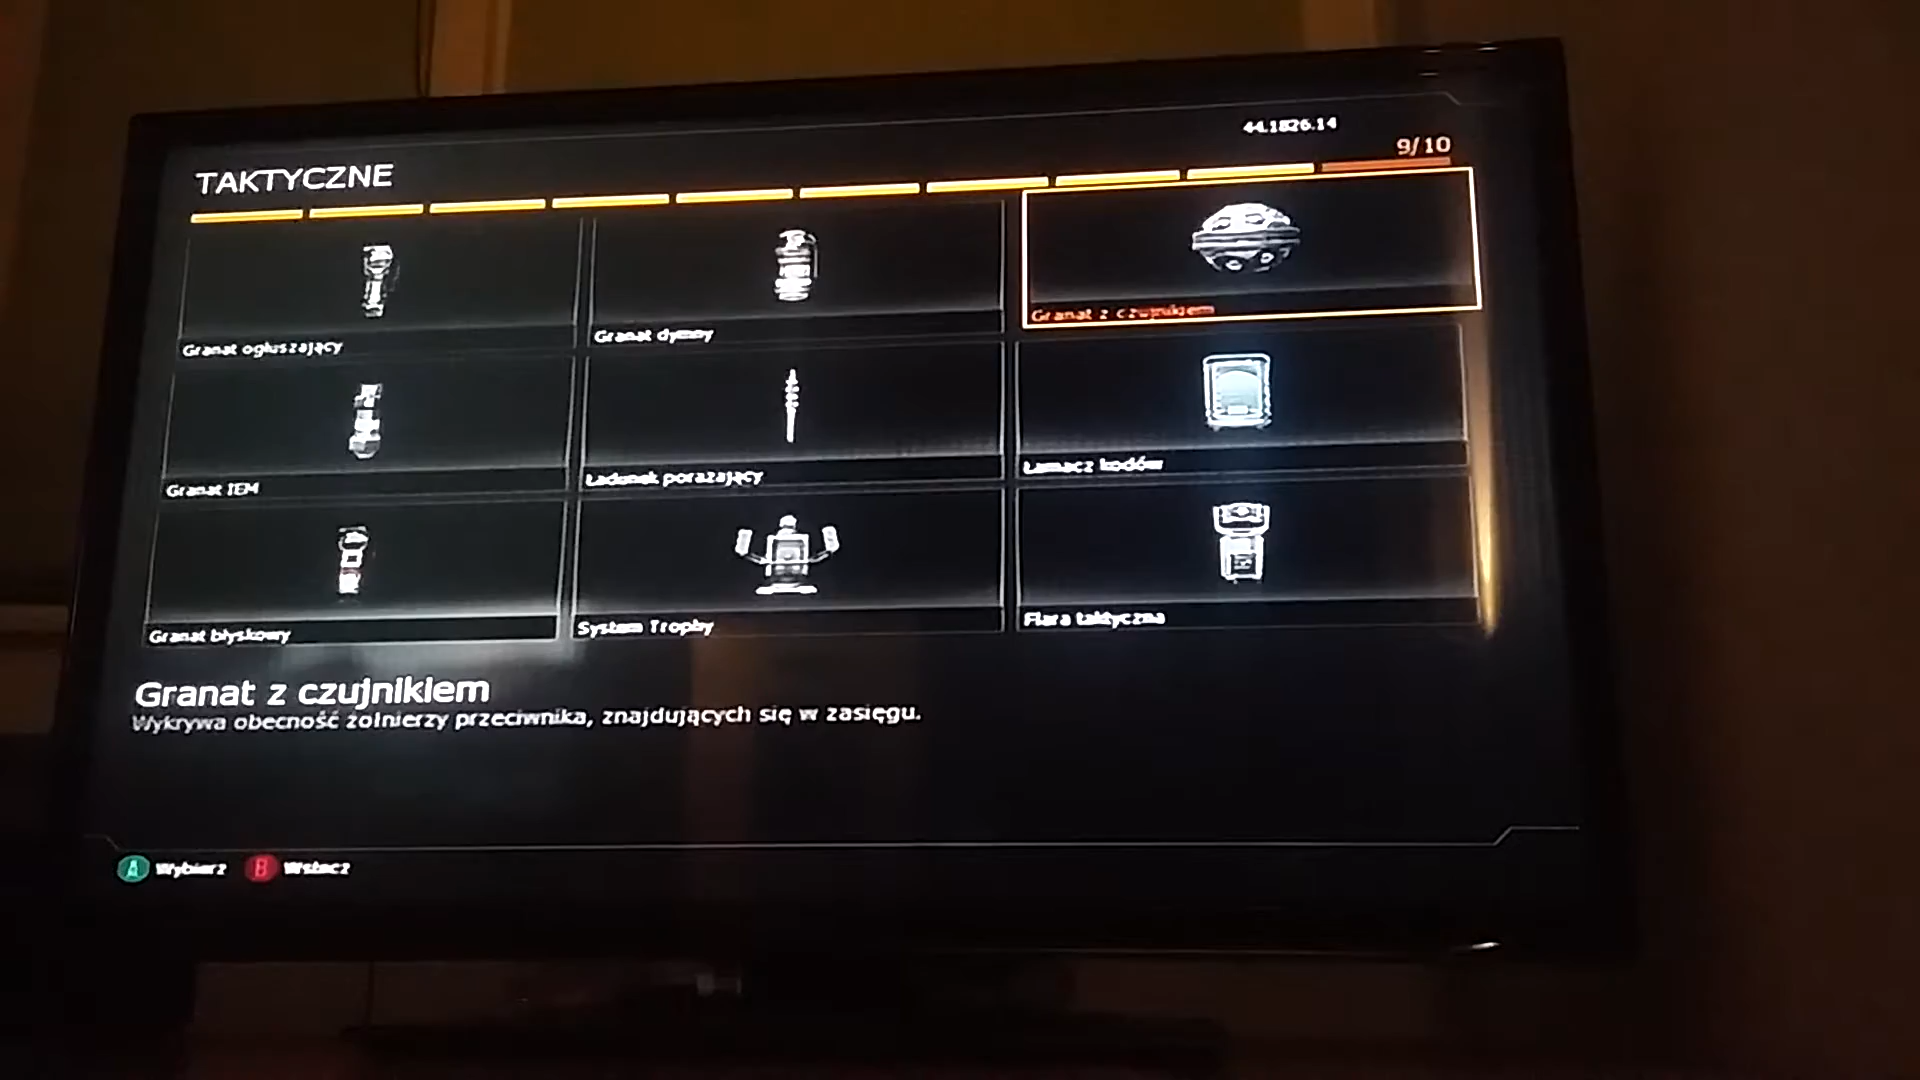 44.1826.14
TAKTYCZNE
9/10
Granat ogłuszający
Granat dymny
Granat z czujnikiem
Granat IEM
Ładunek porażający
Łamacz kodów
Granat błyskowy
System Trophy
Flara taktyczna
Granat z czujnikiem
Wykrywa obecność żołnierzy przeciwnika, znajdujących się w zasięgu.
A Wybierz B Wstecz